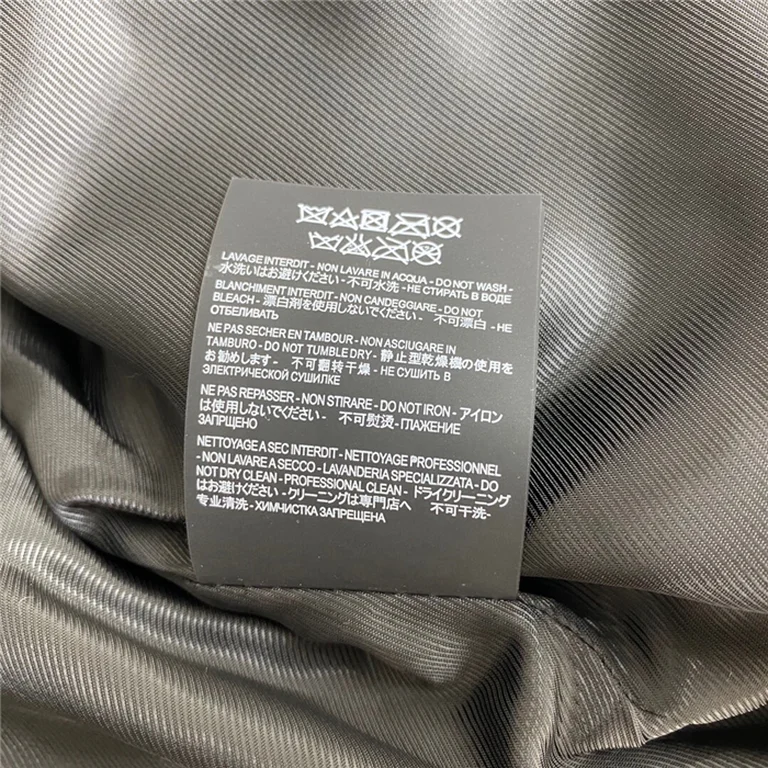 LAVAGE INTERDIT - NON LAVARE IN ACQUA - DO NOT WASH -
水洗いはお避けください - 不可水洗 - НЕ СТИРАТЬ В ВОДЕ
BLANCHIMENT INTERDIT - NON CANDEGGIARE - DO NOT
BLEACH - 漂白剤を使用しないでください - 不可漂白 - НЕ
ОТБЕЛИВАТЬ
NE PAS SECHER EN TAMBOUR - NON ASCIUGARE IN
TAMBURO - DO NOT TUMBLE DRY - 静止型乾燥機の使用を
お勧めします - 不可翻转干燥 - НЕ СУШИТЬ В
ЭЛЕКТРИЧЕСКОЙ СУШИЛКЕ
NE PAS REPASSER - NON STIRARE - DO NOT IRON - アイロン
は使用しないでください - 不可熨烫 - ГЛАЖЕНИЕ
ЗАПРЩЕНО
NETTOYAGE A SEC INTERDIT - NETTOYAGE PROFESSIONNEL
- NON LAVARE A SECCO - LAVANDERIA SPECIALIZZATA - DO
NOT DRY CLEAN - PROFESSIONAL CLEAN - ドライクリーニング
はお避けください - クリーニングは専門店へ 不可干洗-
专业清洗 - ХИМЧИСТКА ЗАПРЕЩЕНА